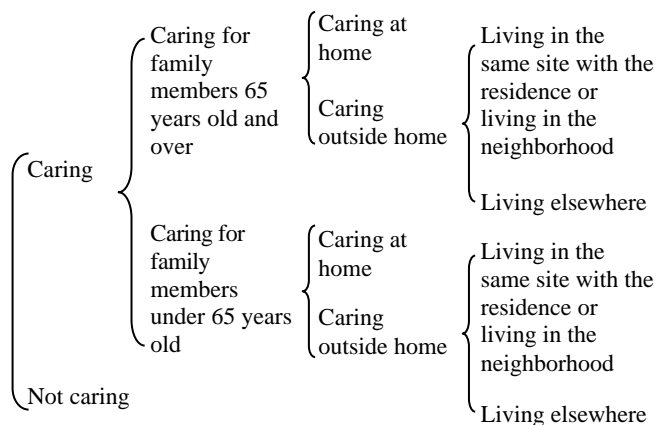 Caring
Not caring
Caring for
family
members 65
years old and
over
Caring for
family
members
under 65 years
old
Caring at
home
Caring
outside home
Caring at
home
Caring
outside home
Living in the
same site with the
residence or
living in the
neighborhood
Living elsewhere
Living in the
same site with the
residence or
living in the
neighborhood
Living elsewhere